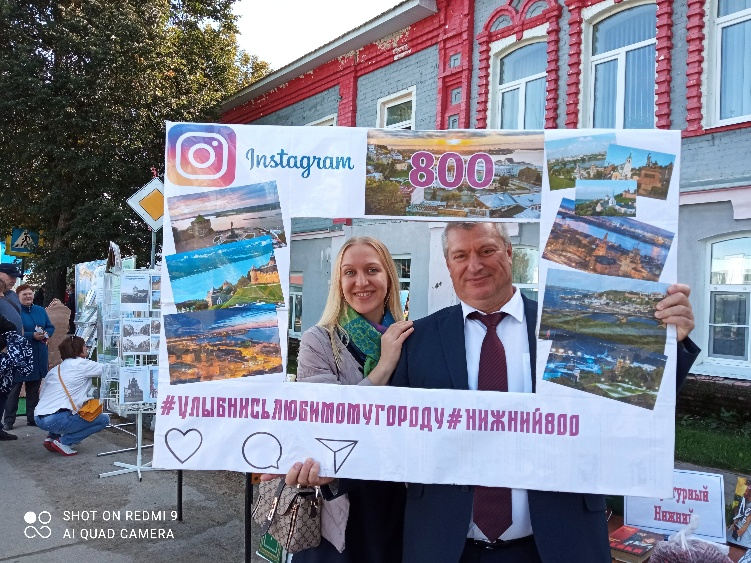 Instagram
800
#УЛЫБНИСЬЛЮБИМОМУГОРОДУ#НИЖНИЙ800
Нижний
SHOT ON REDMI 9
AI QUAD CAMERA